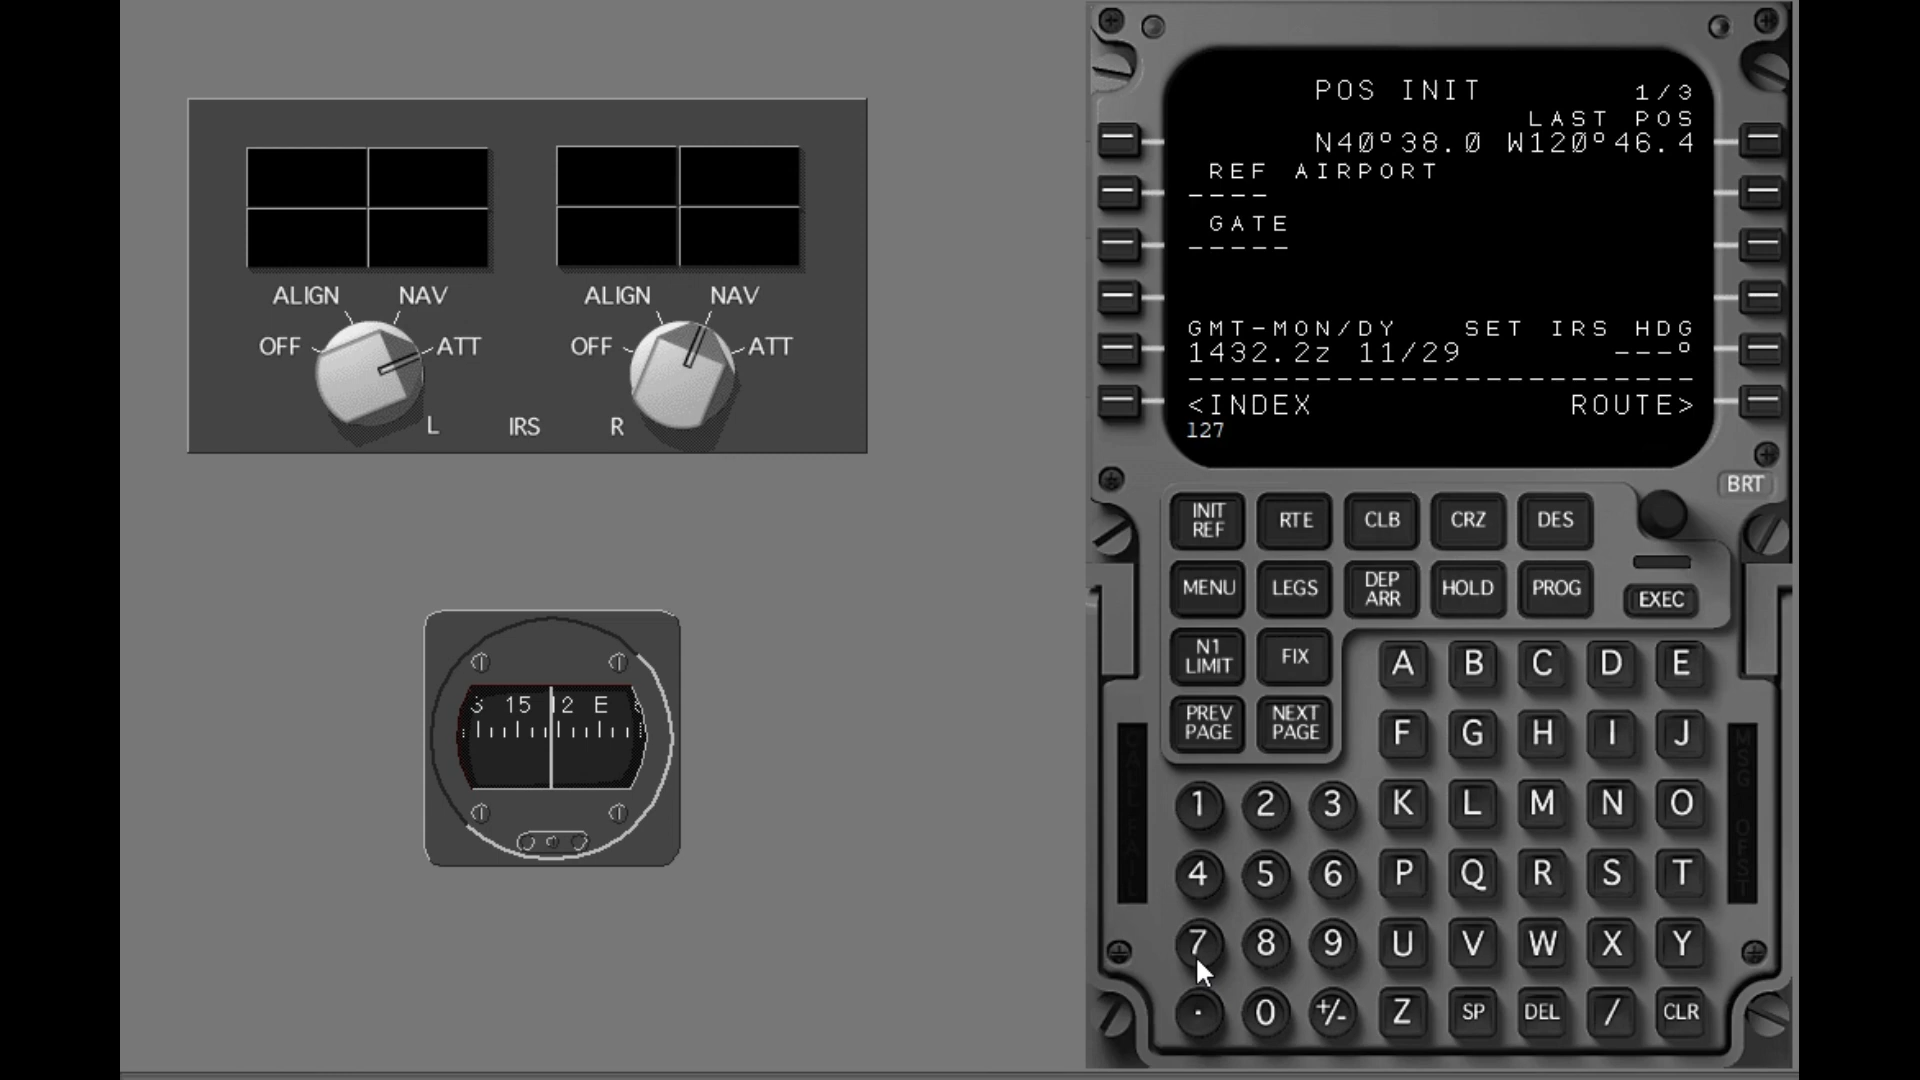 ALIGN NAV
OFF ATT
L
ALIGN NAV
OFF ATT
R
IRS
3 15 12 E
POS INIT 1/3
LAST POS
N40°38.0 W120°46.4
REF AIRPORT
----
GATE
-----
GMT-MON/DY SET IRS HDG
1432.2z 11/29 ---°
------------------------
<INDEX ROUTE>
127
BRT
INIT REF RTE CLB CRZ DES
MENU LEGS DEP ARR HOLD PROG EXEC
N1 LIMIT FIX
PREV PAGE NEXT PAGE
A B C D E
F G H I J
1 2 3 K L M N O
4 5 6 P Q R S T
7 8 9 U V W X Y
. 0 +/- Z SP DEL / CLR
MSG OFST